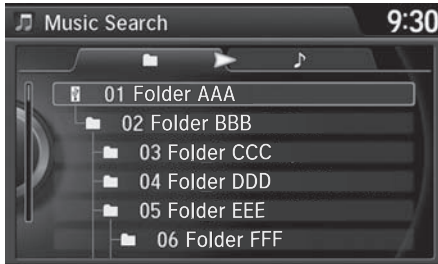 Music Search 9:30
01 Folder AAA
02 Folder BBB
03 Folder CCC
04 Folder DDD
05 Folder EEE
06 Folder FFF